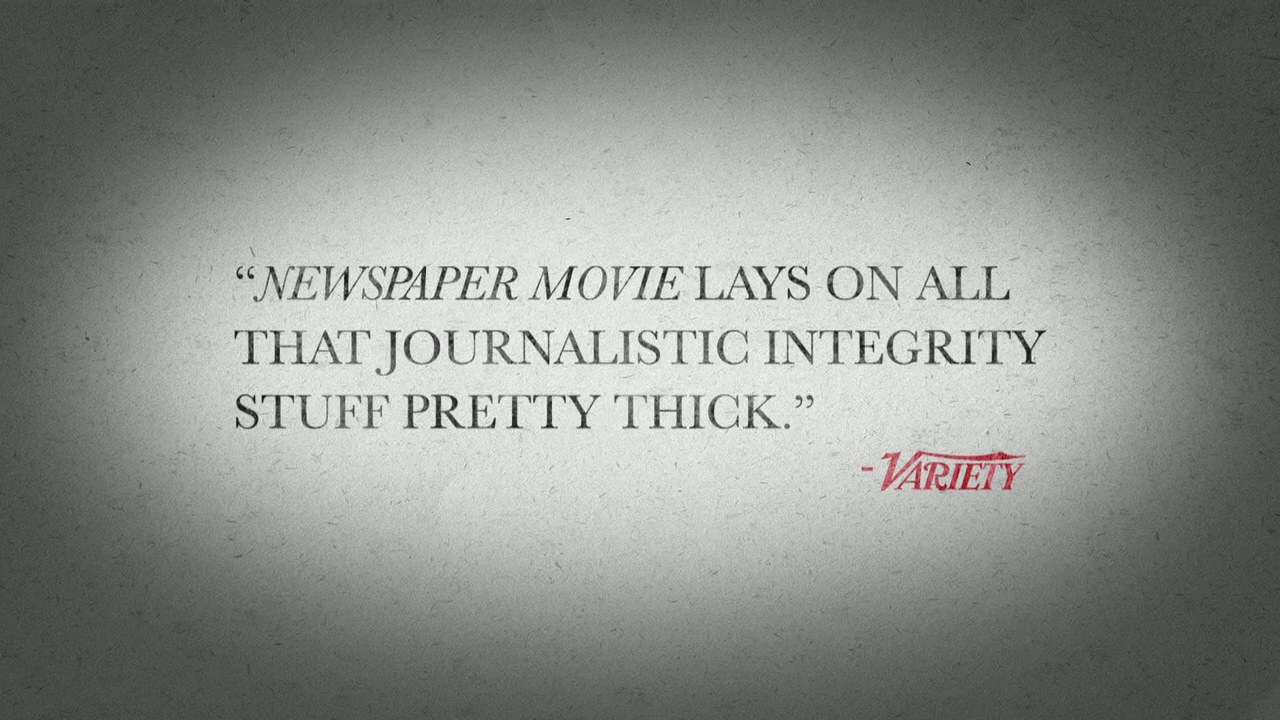 “NEWSPAPER MOVIE LAYS ON ALL
THAT JOURNALISTIC INTEGRITY
STUFF PRETTY THICK.”
-VARIETY